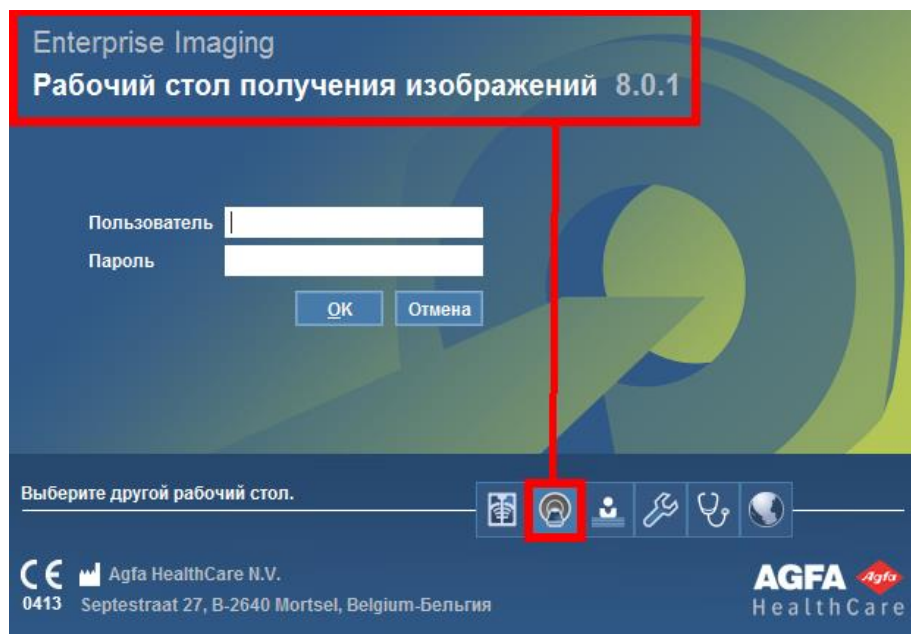 Enterprise Imaging
Рабочий стол получения изображений 8.0.1
Пользователь
Пароль
OK Отмена
Выберите другой рабочий стол.
CE 0413
Agfa HealthCare N.V.
Septestraat 27, B-2640 Mortsel, Belgium-Бельгия
AGFA Agfa
HealthCare